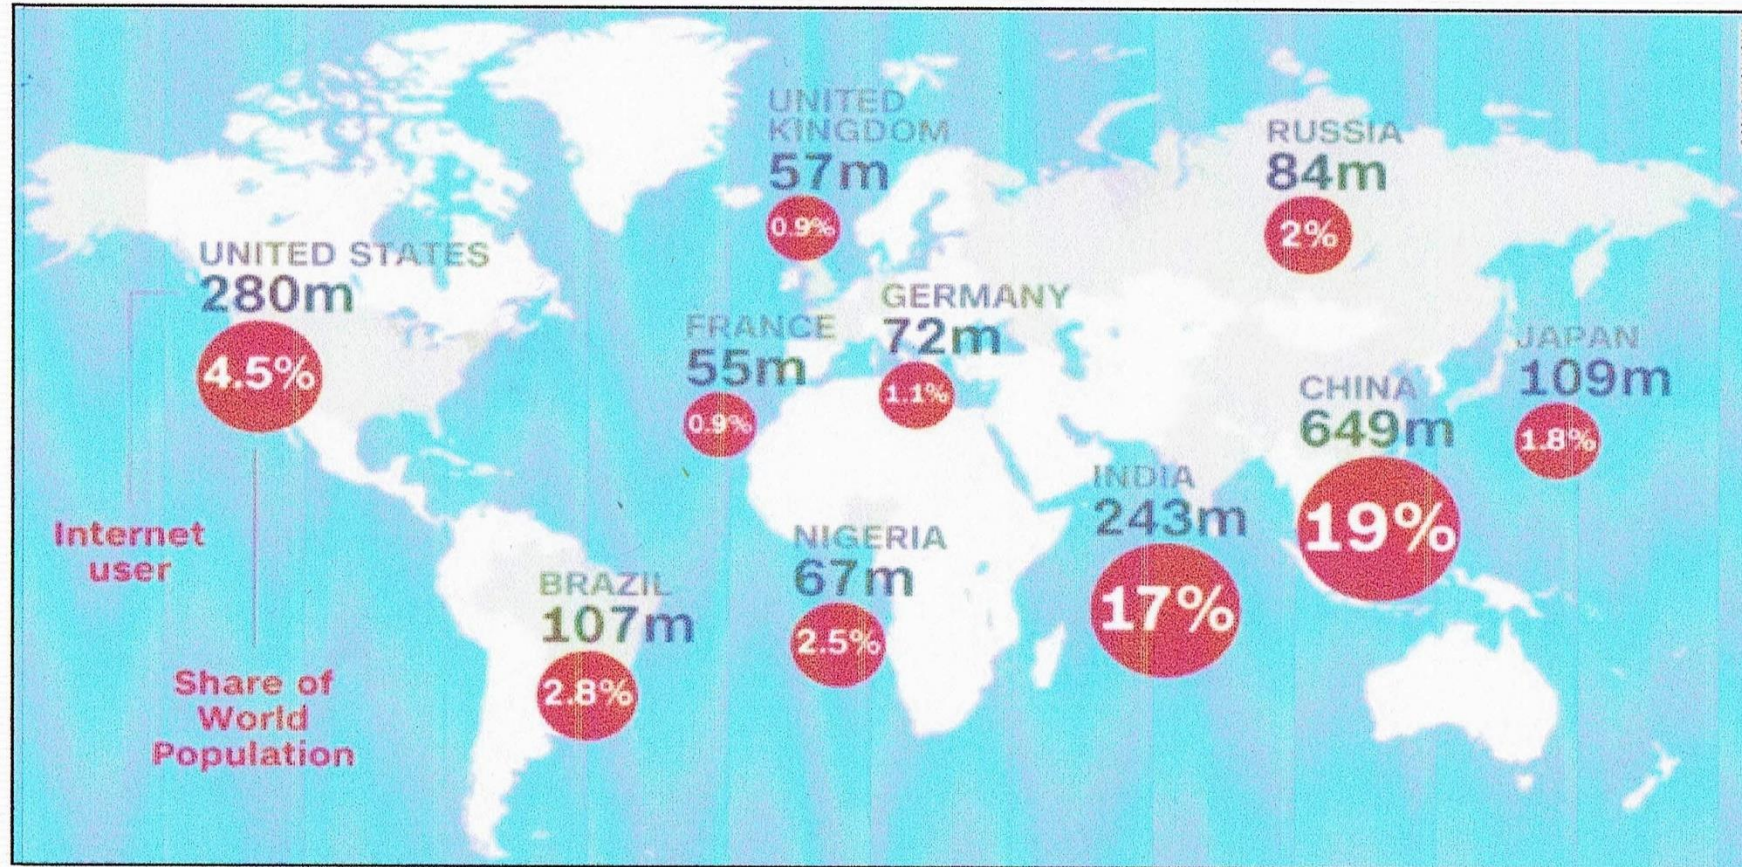 UNITED
KINGDOM
57m
0.9%
RUSSIA
84m
2%
UNITED STATES
280m
4.5%
GERMANY
72m
1.1%
FRANCE
55m
0.9%
JAPAN
109m
1.8%
CHINA
649m
19%
INDIA
243m
17%
NIGERIA
67m
2.5%
BRAZIL
107m
2.8%
Internet
user
Share of
World
Population